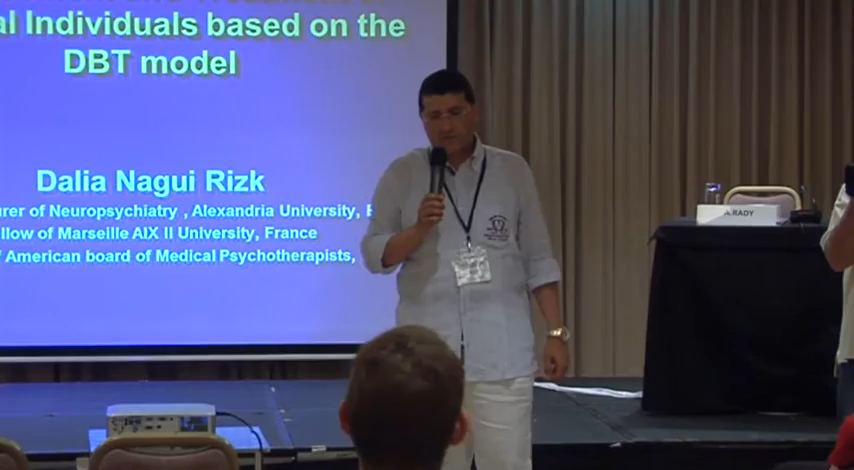 al Individuals based on the
DBT model
Dalia Nagui Rizk
urer of Neuropsychiatry , Alexandria University,
llow of Marseille AIX II University, France
American board of Medical Psychotherapists,
A.RADY